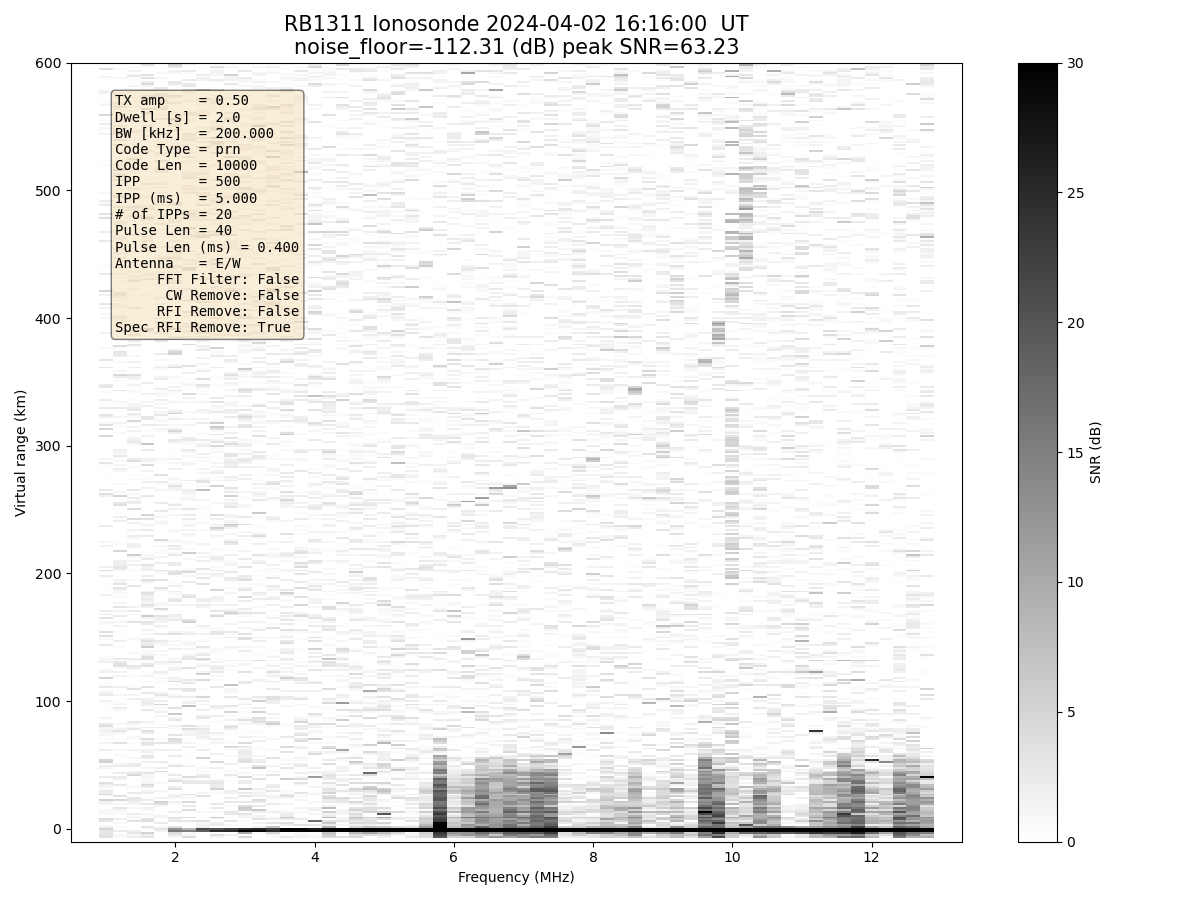 RB1311 Ionosonde 2024-04-02 16:16:00  UT
noise_floor=-112.31 (dB) peak SNR=63.23
TX amp    = 0.50
Dwell [s] = 2.0
BW [kHz]  = 200.000
Code Type = prn
Code Len  = 10000
IPP       = 500
IPP (ms)  = 5.000
# of IPPs = 20
Pulse Len = 40
Pulse Len (ms) = 0.400
Antenna   = E/W
FFT Filter: False
CW Remove: False
RFI Remove: False
Spec RFI Remove: True
600
500
400
300
200
100
0
Virtual range (km)
2
4
6
8
10
12
Frequency (MHz)
30
25
20
15
10
5
0
SNR (dB)